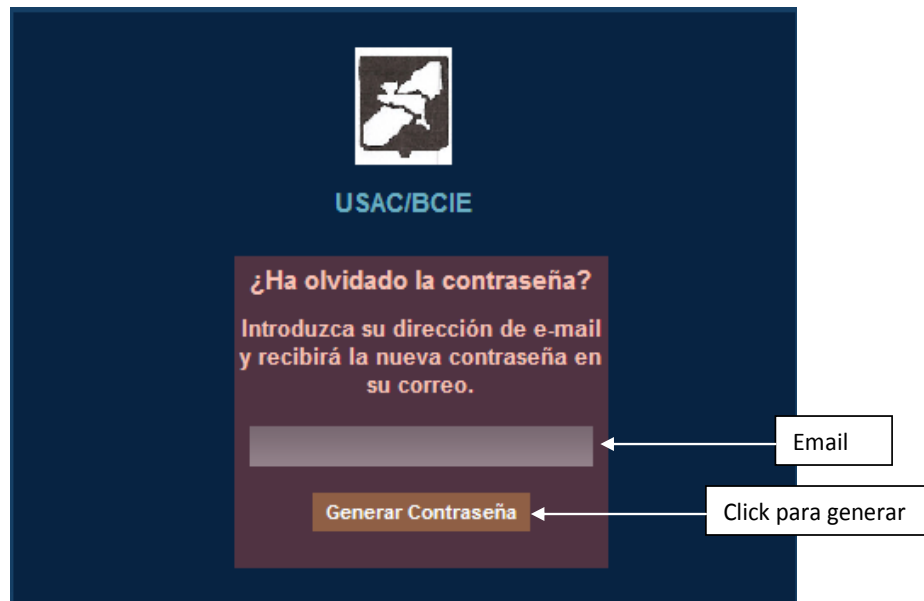 USAC/BCIE
¿Ha olvidado la contraseña?
Introduzca su dirección de e-mail
y recibirá la nueva contraseña en
su correo.
Email
Generar Contraseña
Click para generar